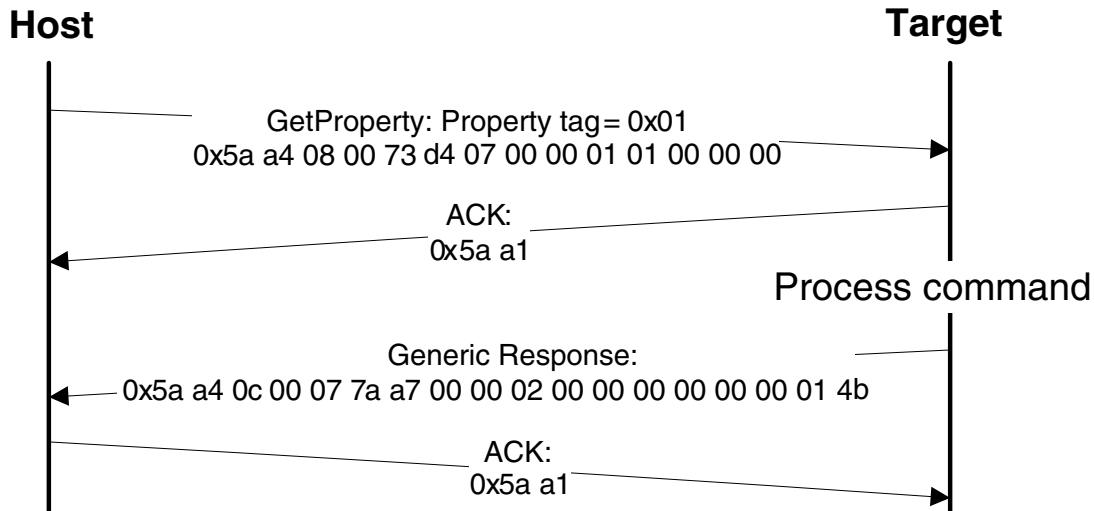 Host
Target
GetProperty: Property tag= 0x01
0x5a a4 08 00 73 d4 07 00 00 01 01 00 00 00
ACK:
0x5a a1
Process command
Generic Response:
0x5a a4 0c 00 07 7a a7 00 00 02 00 00 00 00 00 00 01 4b
ACK:
0x5a a1